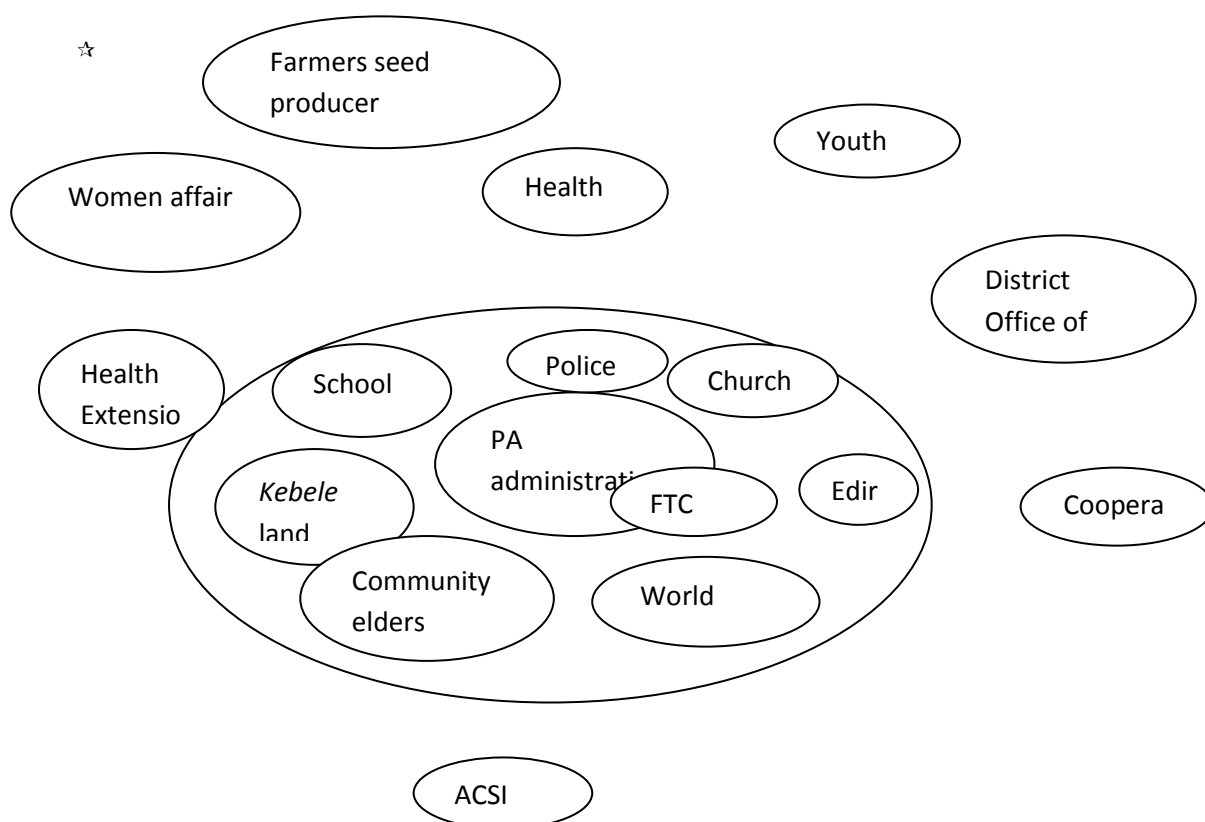 ☆
Farmers seed
producer
Youth
Women affair
Health
District
Office of
Health
Extensio
School
Police
Church
PA
administrati
Kebele
land
FTC
Edir
Coopera
Community
elders
World
ACSI